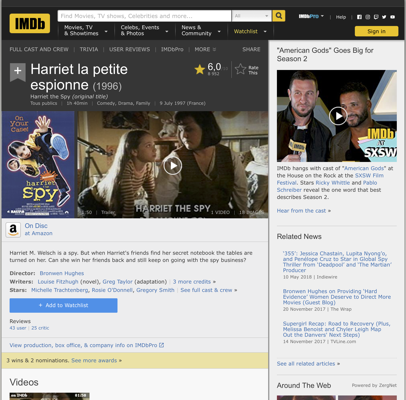 IMDb
Find Movies, TV shows, Celebrities and more...
All
IMDbPro
Help
Movies, TV
& Showtimes
Celebs, Events
& Photos
News &
Community
Watchlist
Sign in
FULL CAST AND CREW | TRIVIA | USER REVIEWS | IMDbPro | MORE
SHARE
Harriet la petite
espionne (1996)
Harriet the Spy (original title)
Tous publics | 1h 40min | Comedy, Drama, Family | 9 July 1997 (France)
6,0
Rate
This
On Your
Case!
harriet
the
spy
Trailer
HARRIET THE SPY
1 VIDEO
On Disc
at Amazon
Harriet M. Welsch is a spy. But when Harriet's friends find her secret notebook the tables are
turned on her. Can she win her friends back and still keep on going with the spy business?
Director: Bronwen Hughes
Writers: Louise Fitzhugh (novel), Greg Taylor (adaptation) | 3 more credits »
Stars: Michelle Trachtenberg, Rosie O'Donnell, Gregory Smith | See full cast & crew »
+ Add to Watchlist
Reviews
43 user | 25 critic
View production, box office, & company info on IMDbPro
3 wins & 2 nominations. See more awards »
Videos
"American Gods" Goes Big for
Season 2
IMDb
AT
SXSW
IMDb hangs with cast of "American Gods" at
the House on the Rock at the SXSW Film
Festival. Stars Ricky Whittle and Pablo
Schreiber reveal the one word that best
describes Season 2.
Hear from the cast »
Related News
'355': Jessica Chastain, Lupita Nyong'o,
and Penélope Cruz to Star in Global Spy
Thriller from 'Deadpool' and 'The Martian'
Producer
10 May 2018 | Indiewire
Bronwen Hughes on Providing 'Hard
Evidence' Women Deserve to Direct More
Movies (Guest Blog)
20 November 2017 | The Wrap
Supergirl Recap: Road to Recovery (Plus,
Melissa Benoist and Chyler Leigh Map
Out the Danvers' Next Steps)
14 November 2017 | TVLine.com
See all related articles »
Around The Web
Powered by ZergNet